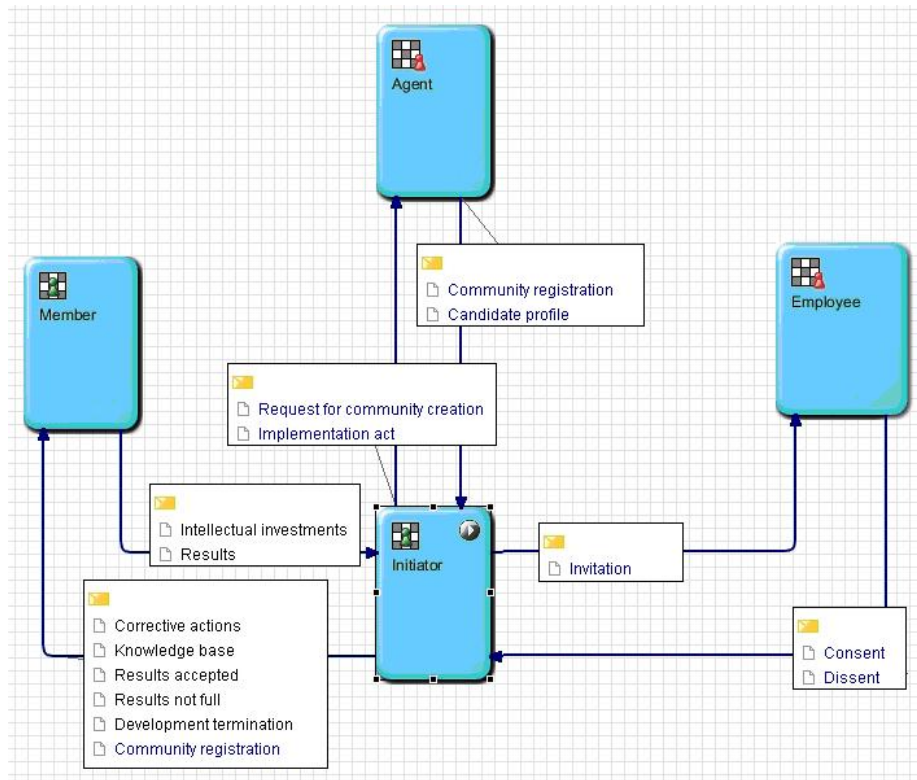 Agent
Community registration
Candidate profile
Member
Employee
Request for community creation
Implementation act
Intellectual investments
Results
Initiator
Invitation
Corrective actions
Knowledge base
Results accepted
Results not full
Development termination
Community registration
Consent
Dissent